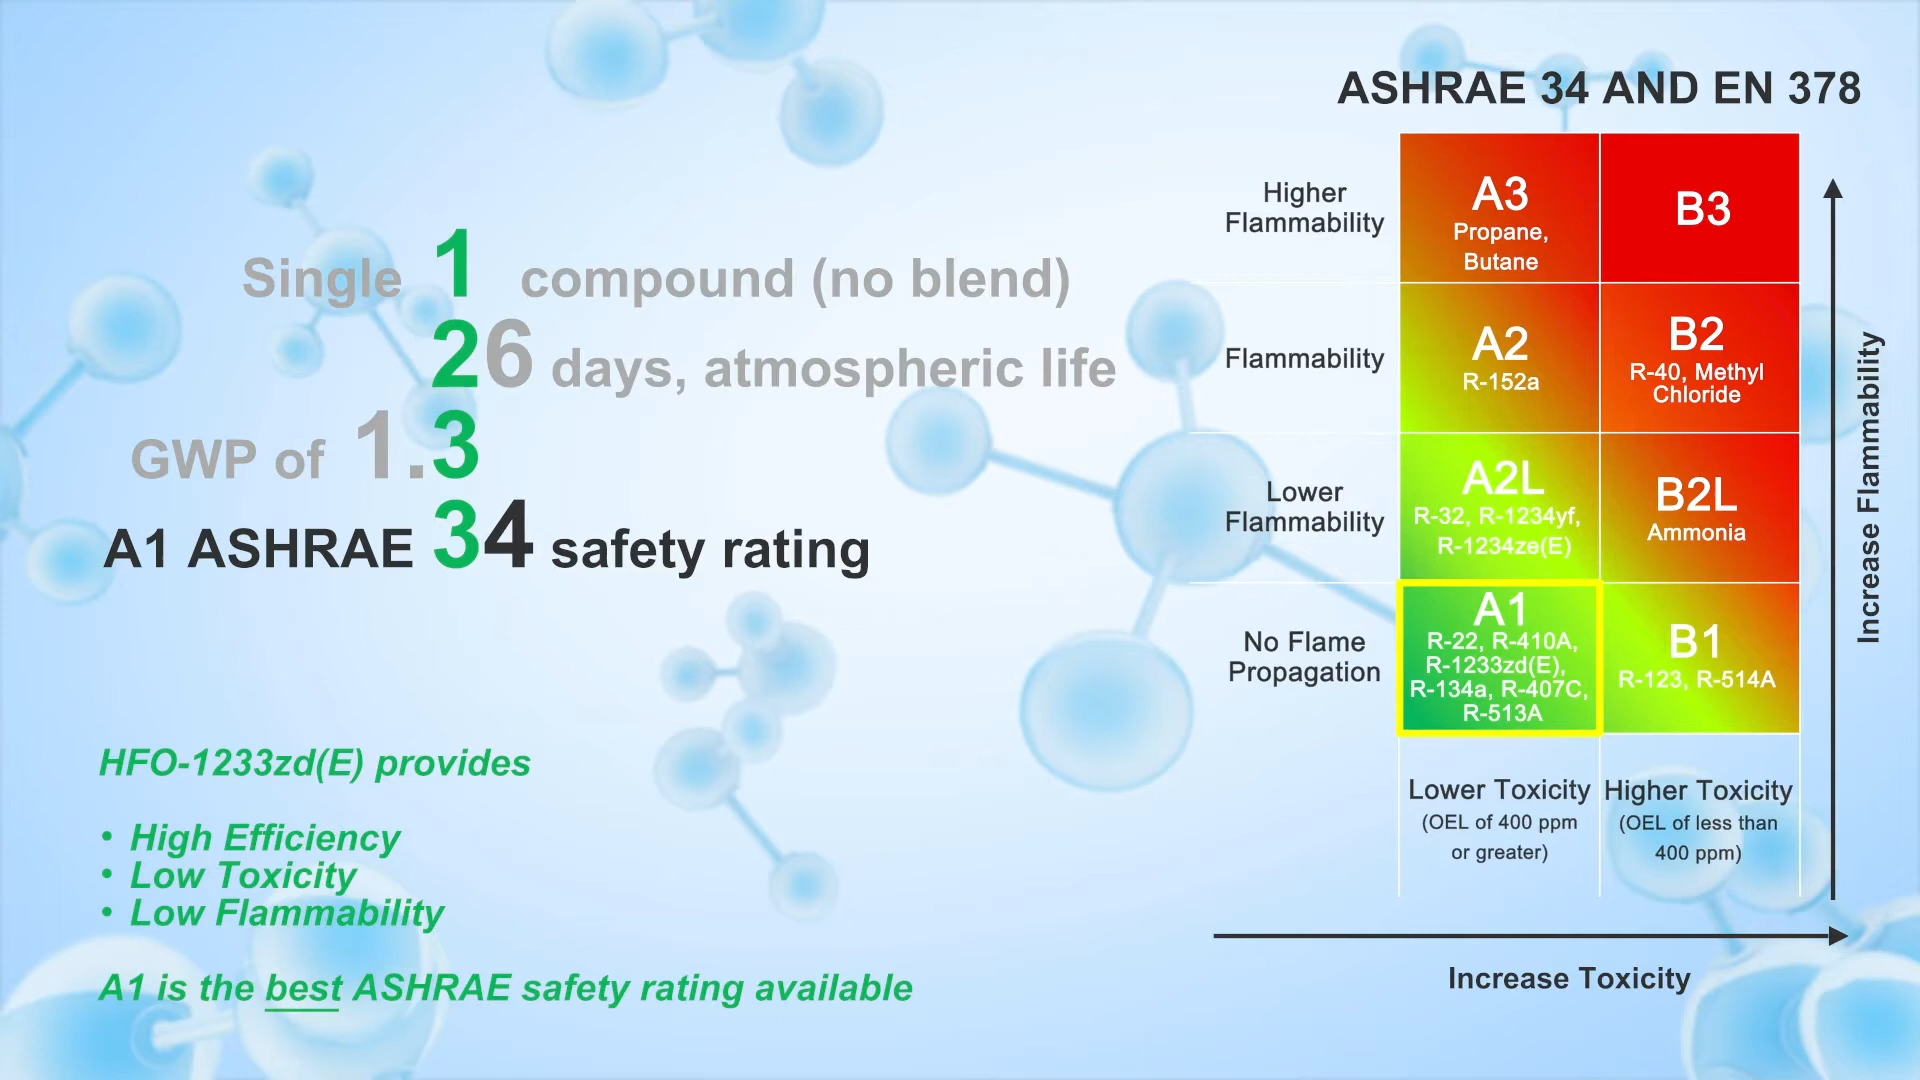 Single 1 compound (no blend)
26 days, atmospheric life
GWP of 1.3
A1 ASHRAE 34 safety rating
HFO-1233zd(E) provides
• High Efficiency
• Low Toxicity
• Low Flammability
A1 is the best ASHRAE safety rating available
ASHRAE 34 AND EN 378
Higher
Flammability
A3
Propane,
Butane
B3
Flammability
A2
R-152a
B2
R-40, Methyl
Chloride
Lower
Flammability
A2L
R-32, R-1234yf,
R-1234ze(E)
B2L
Ammonia
No Flame
Propagation
A1
R-22, R-410A,
R-1233zd(E),
R-134a, R-407C,
R-513A
B1
R-123, R-514A
Lower Toxicity
(OEL of 400 ppm
or greater)
Higher Toxicity
(OEL of less than
400 ppm)
Increase Flammability
Increase Toxicity